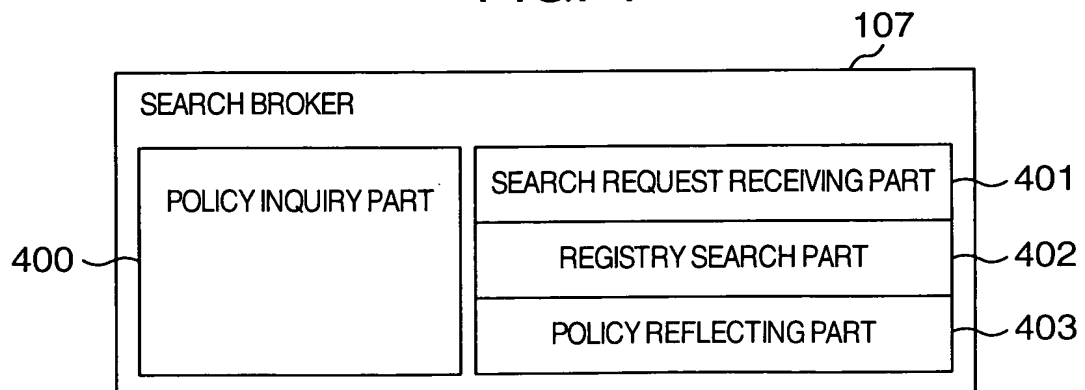 107
SEARCH BROKER
POLICY INQUIRY PART
SEARCH REQUEST RECEIVING PART
401
400
REGISTRY SEARCH PART
402
POLICY REFLECTING PART
403